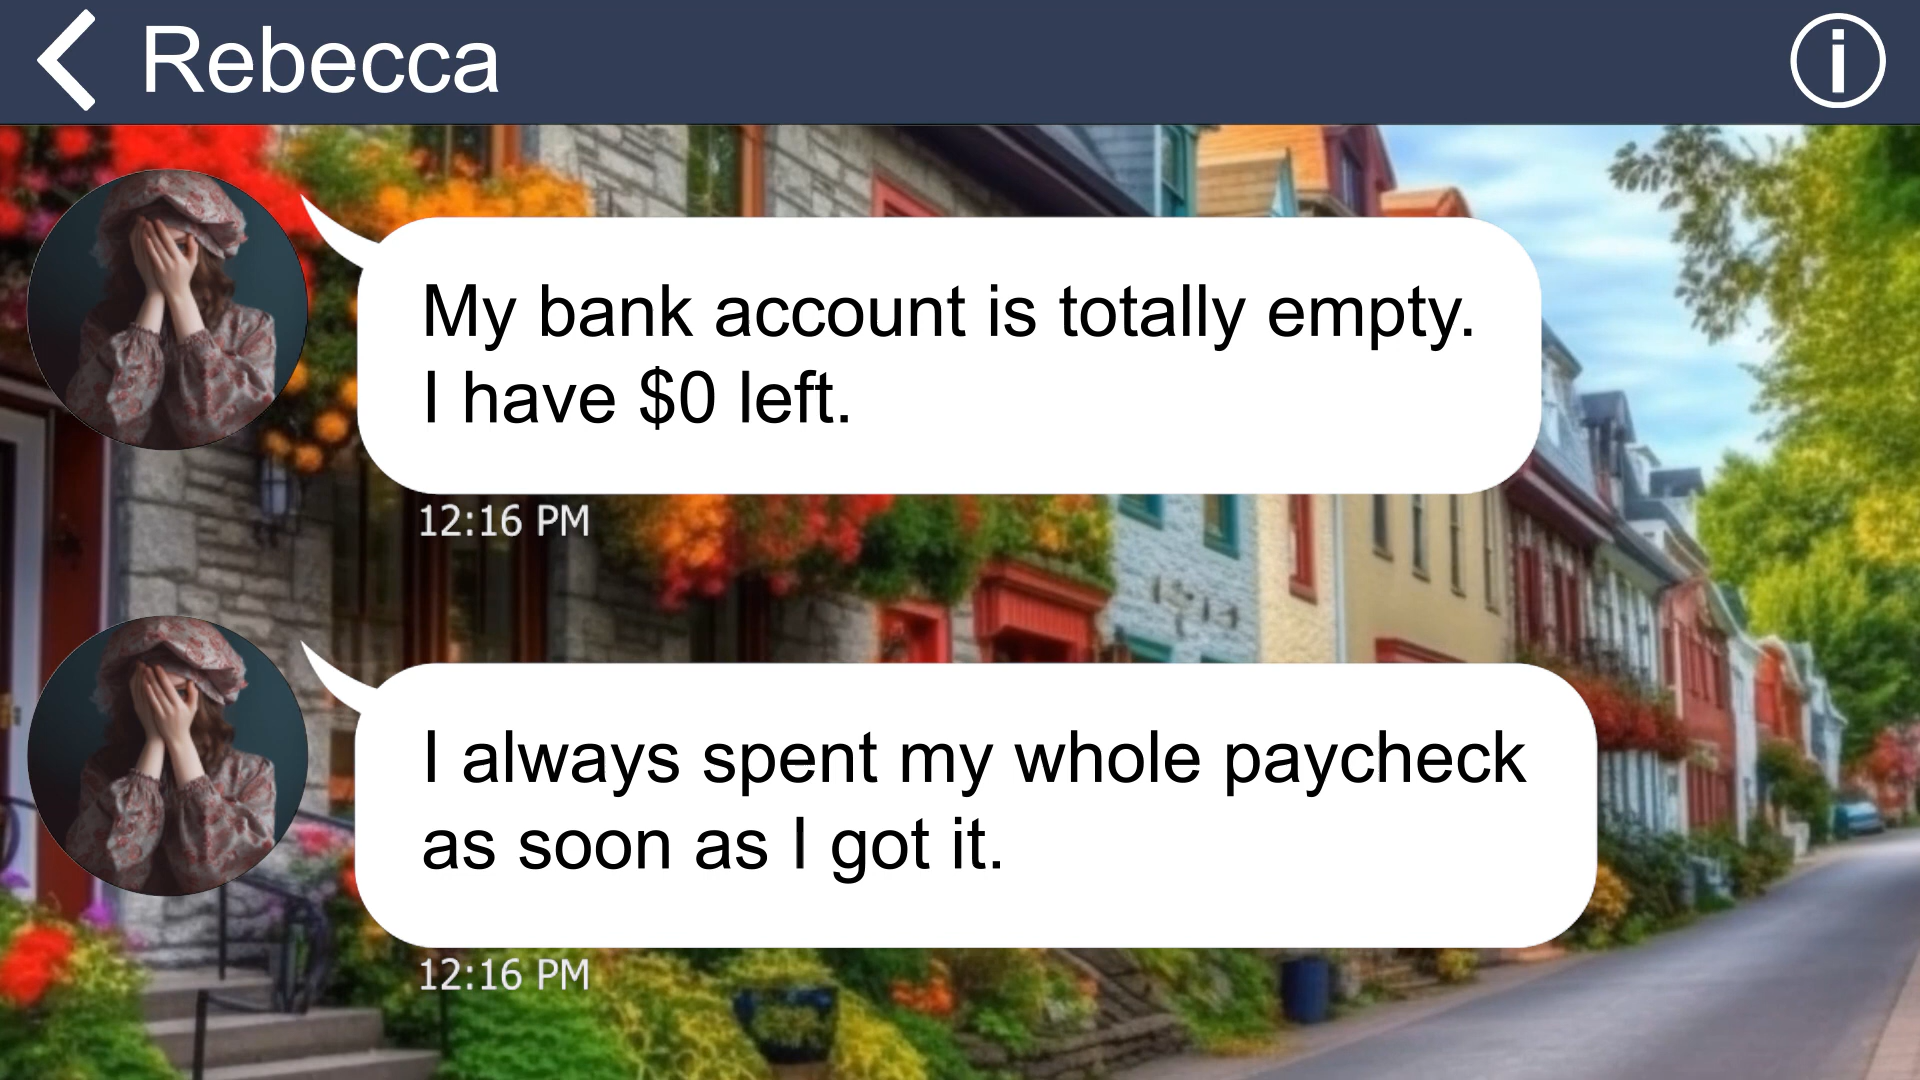 Rebecca
My bank account is totally empty.
I have $0 left.
12:16 PM
I always spent my whole paycheck
as soon as I got it.
12:16 PM